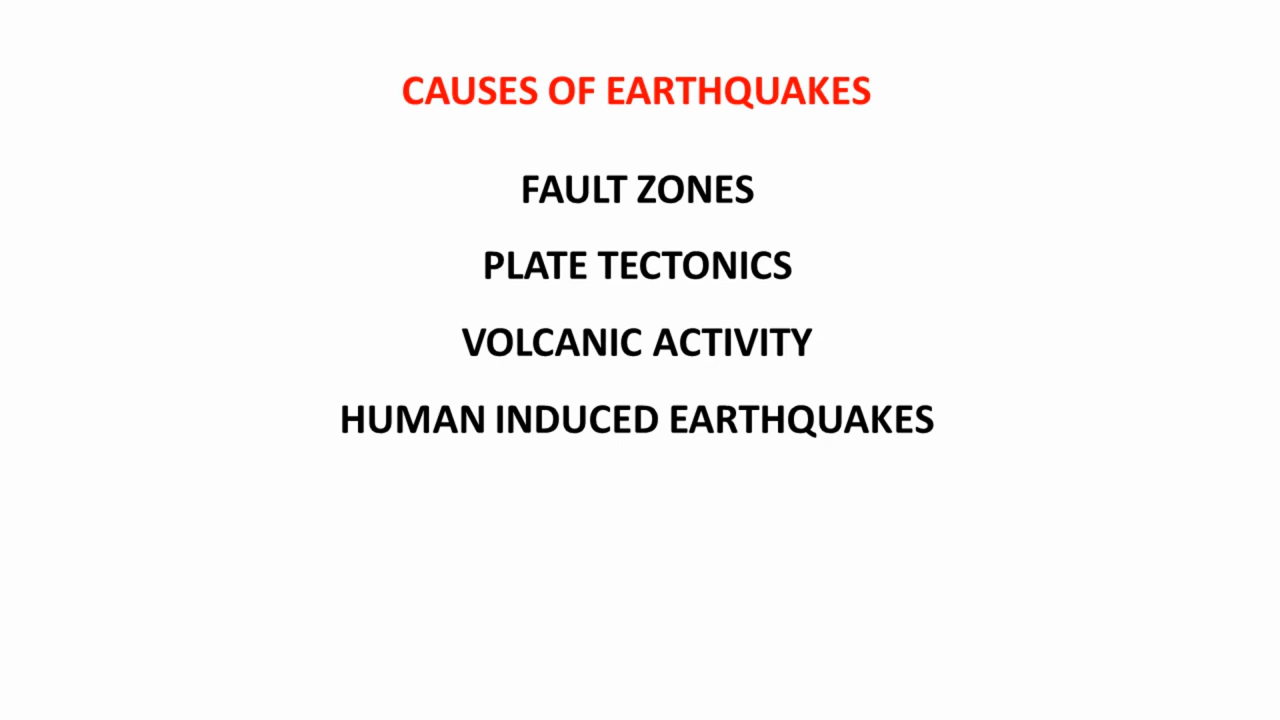 CAUSES OF EARTHQUAKES
FAULT ZONES
PLATE TECTONICS
VOLCANIC ACTIVITY
HUMAN INDUCED EARTHQUAKES